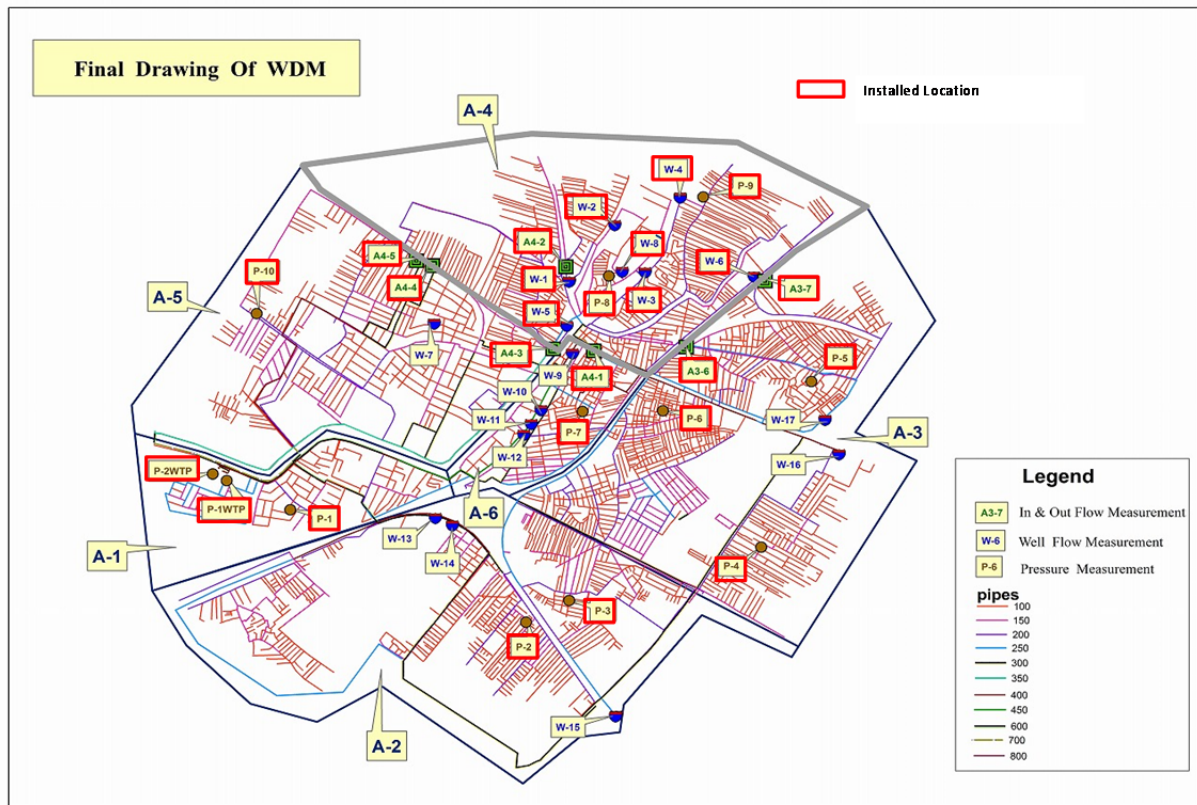 Final Drawing Of WDM
Installed Location
A-4
W-4
P-9
W-2
A4-2
W-8
A4-5
W-6
P-10
W-1
A4-4
A3-7
P-8
W-3
A-5
W-5
W-7
A4-3
P-5
W-9
A4-1
A3-6
W-10
W-11
P-7
P-6
W-17
A-3
W-12
W-16
P-2WTP
P-1WTP
P-1
A-6
W-13
W-14
A-1
P-4
P-3
P-2
W-15
A-2
Legend
A3-7 In & Out Flow Measurement
W-6 Well Flow Measurement
P-6 Pressure Measurement
pipes
100
150
200
250
300
350
400
450
600
700
800